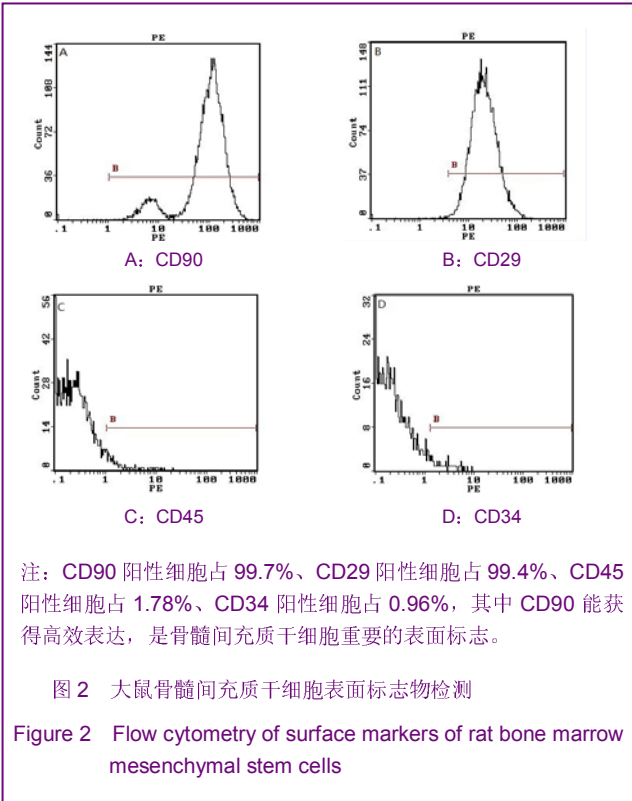 PE
A
144
108
72
36
0
Count
B
.1 10 100 1000
PE
A：CD90
PE
B
148
111
74
37
0
Count
B
.1 10 100 1000
PE
B：CD29
PE
C
56
42
28
14
0
Count
B
.1 1 10 100 1000
PE
C：CD45
PE
D
32
24
16
8
0
Count
B
.1 1 10 100 1000
PE
D：CD34
注：CD90 阳性细胞占 99.7%、CD29 阳性细胞占 99.4%、CD45
阳性细胞占 1.78%、CD34 阳性细胞占 0.96%，其中 CD90 能获
得高效表达，是骨髓间充质干细胞重要的表面标志。
图 2 大鼠骨髓间充质干细胞表面标志物检测
Figure 2 Flow cytometry of surface markers of rat bone marrow
mesenchymal stem cells